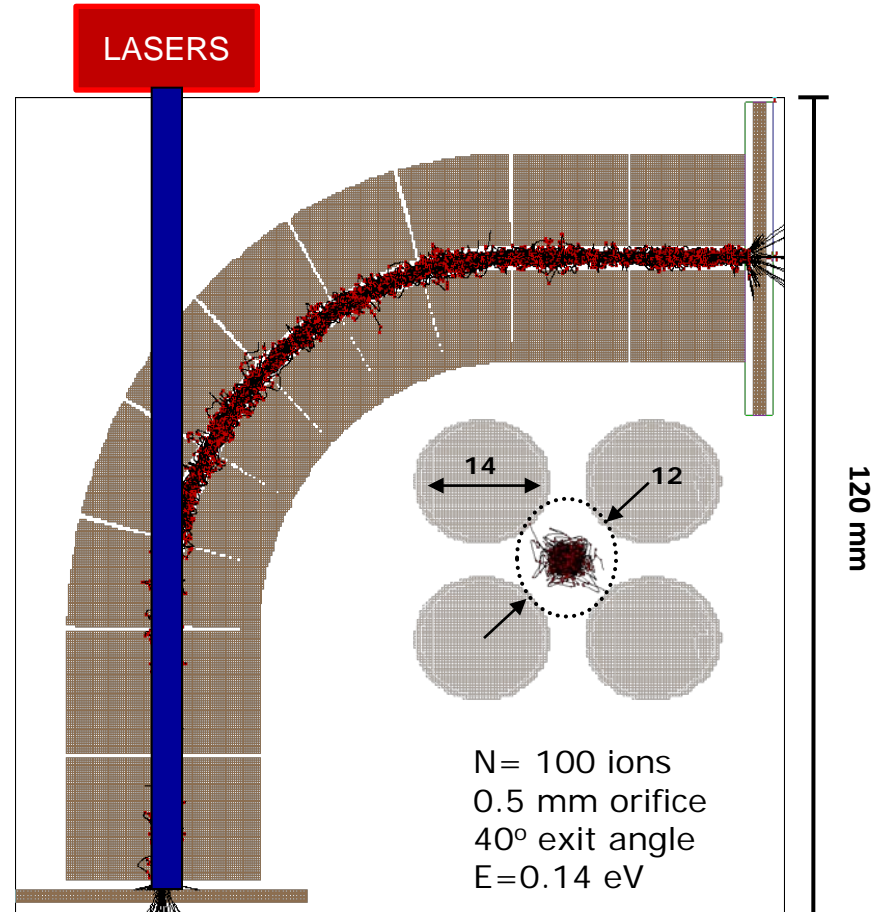 LASERS
14
12
120 mm
N= 100 ions
0.5 mm orifice
40º exit angle
E=0.14 eV